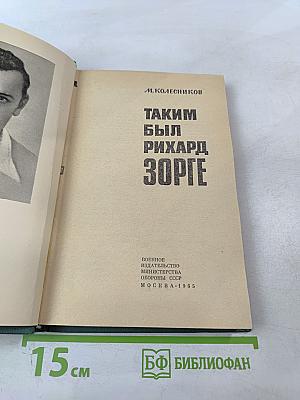 М. КОЛЕСНИКОВ
ТАКИМ
БЫЛ
РИХАРД
ЗОРГЕ
ВОЕННОЕ
ИЗДАТЕЛЬСТВО
МИНИСТЕРСТВА
ОБОРОНЫ СССР
МОСКВА-1965
15 см
БФ БИБЛИОФАН